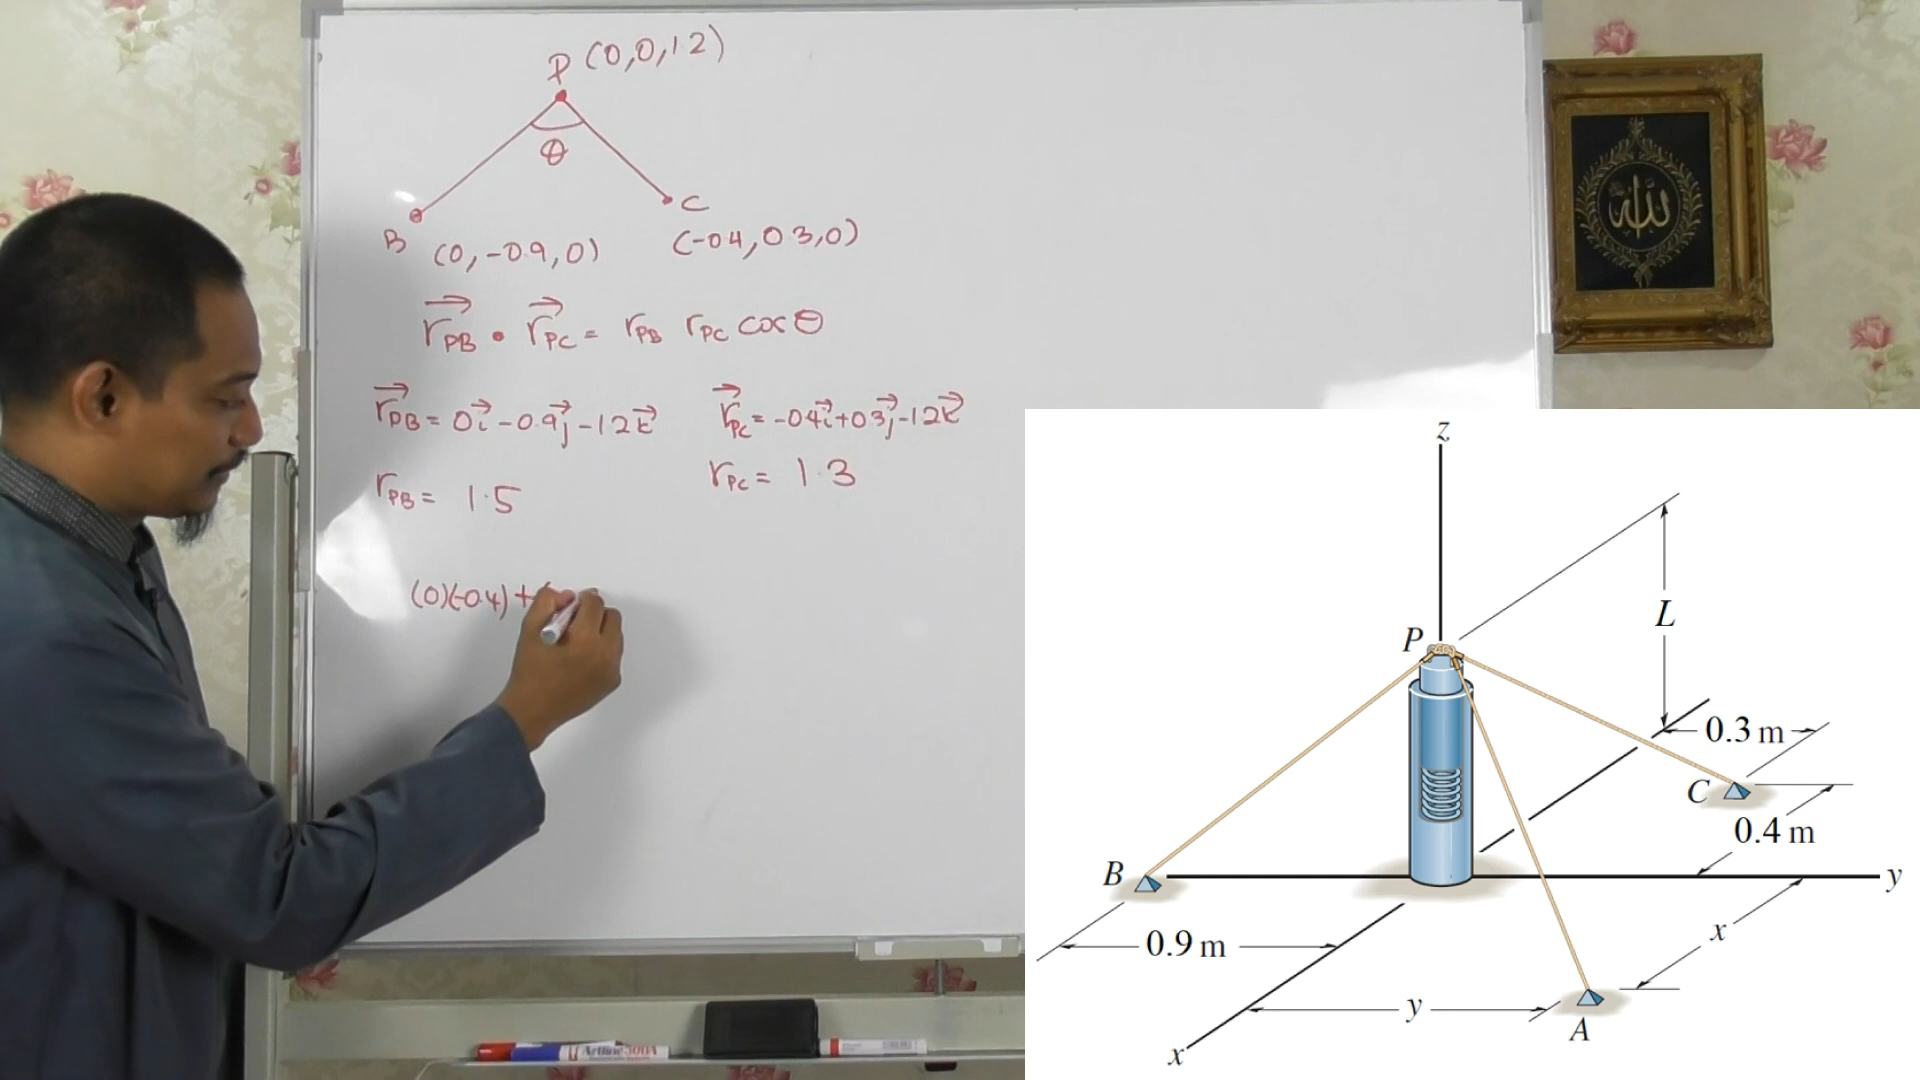 P (0,0,1.2)
θ
B
C
(0,-0.9,0)
(-0.4,0.3,0)
r⃗PB • r⃗PC = rPB rPC cos θ
r⃗PB = 0i⃗ - 0.9j⃗ - 1.2k⃗
r⃗PC = -0.4i⃗ + 0.3j⃗ - 1.2k⃗
rPB = 1.5
rPC = 1.3
(0)(-0.4) + (
الله
z
P
L
0.3 m
C
0.4 m
B
y
x
0.9 m
y
A
x
Artline 500A